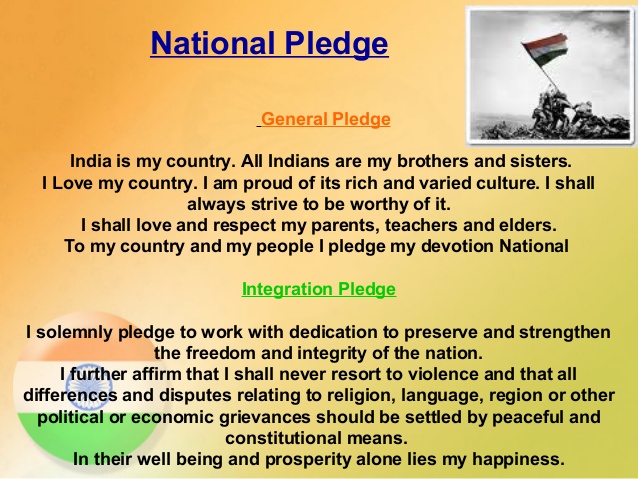 National Pledge
General Pledge
India is my country. All Indians are my brothers and sisters.
I Love my country. I am proud of its rich and varied culture. I shall
always strive to be worthy of it.
I shall love and respect my parents, teachers and elders.
To my country and my people I pledge my devotion National
Integration Pledge
I solemnly pledge to work with dedication to preserve and strengthen
the freedom and integrity of the nation.
I further affirm that I shall never resort to violence and that all
differences and disputes relating to religion, language, region or other
political or economic grievances should be settled by peaceful and
constitutional means.
In their well being and prosperity alone lies my happiness.